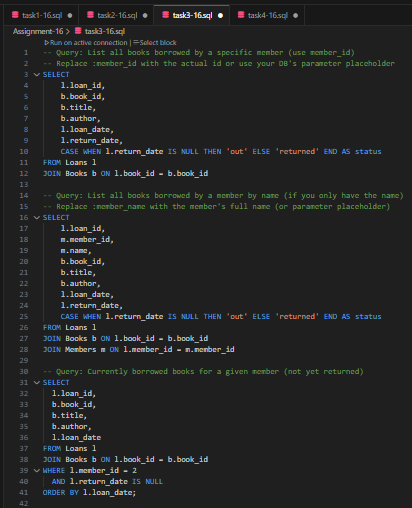 task1-16.sql ● task2-16.sql ● task3-16.sql ● task4-16.sql ●
Assignment-16 > task3-16.sql
▷ Run on active connection | Select block
1 -- Query: List all books borrowed by a specific member (use member_id)
2 -- Replace :member_id with the actual id or use your DB's parameter placeholder
3 SELECT
4 l.loan_id,
5 b.book_id,
6 b.title,
7 b.author,
8 l.loan_date,
9 l.return_date,
10 CASE WHEN l.return_date IS NULL THEN 'out' ELSE 'returned' END AS status
11 FROM Loans l
12 JOIN Books b ON l.book_id = b.book_id
13
14 -- Query: List all books borrowed by a member by name (if you only have the name)
15 -- Replace :member_name with the member's full name (or parameter placeholder)
16 SELECT
17 l.loan_id,
18 m.member_id,
19 m.name,
20 b.book_id,
21 b.title,
22 b.author,
23 l.loan_date,
24 l.return_date,
25 CASE WHEN l.return_date IS NULL THEN 'out' ELSE 'returned' END AS status
26 FROM Loans l
27 JOIN Books b ON l.book_id = b.book_id
28 JOIN Members m ON l.member_id = m.member_id
29
30 -- Query: Currently borrowed books for a given member (not yet returned)
31 SELECT
32 l.loan_id,
33 b.book_id,
34 b.title,
35 b.author,
36 l.loan_date
37 FROM Loans l
38 JOIN Books b ON l.book_id = b.book_id
39 WHERE l.member_id = 2
40 AND l.return_date IS NULL
41 ORDER BY l.loan_date;
42